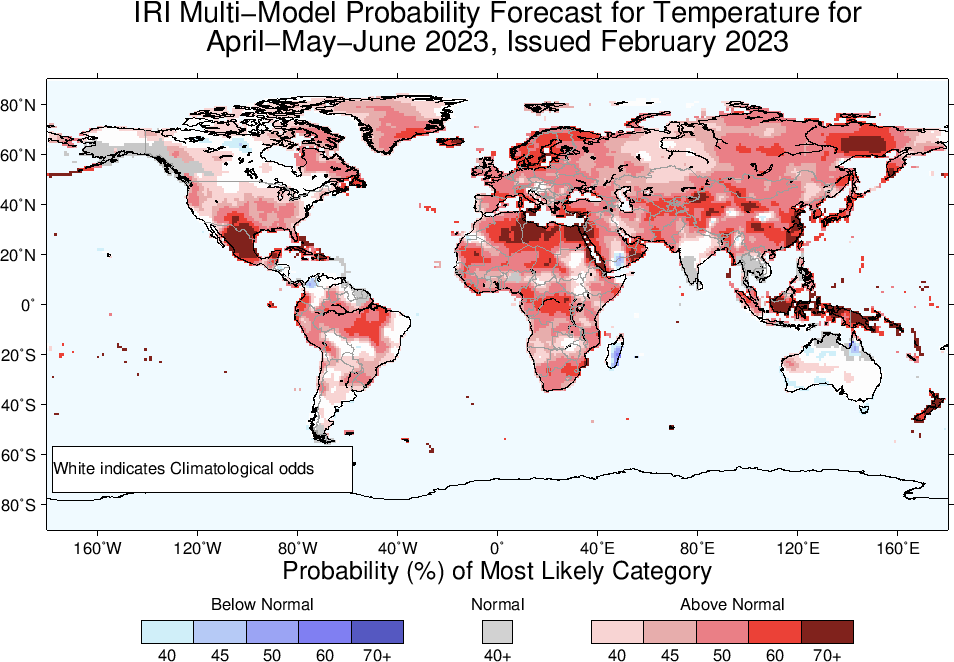 IRI Multi−Model Probability Forecast for Temperature for
April−May−June 2023, Issued February 2023
80˚N
60˚N
40˚N
20˚N
0˚
20˚S
40˚S
60˚S
80˚S
White indicates Climatological odds
160˚W 120˚W 80˚W 40˚W 0˚ 40˚E 80˚E 120˚E 160˚E
Probability (%) of Most Likely Category
Below Normal Normal Above Normal
40 45 50 60 70+ 40+ 40 45 50 60 70+